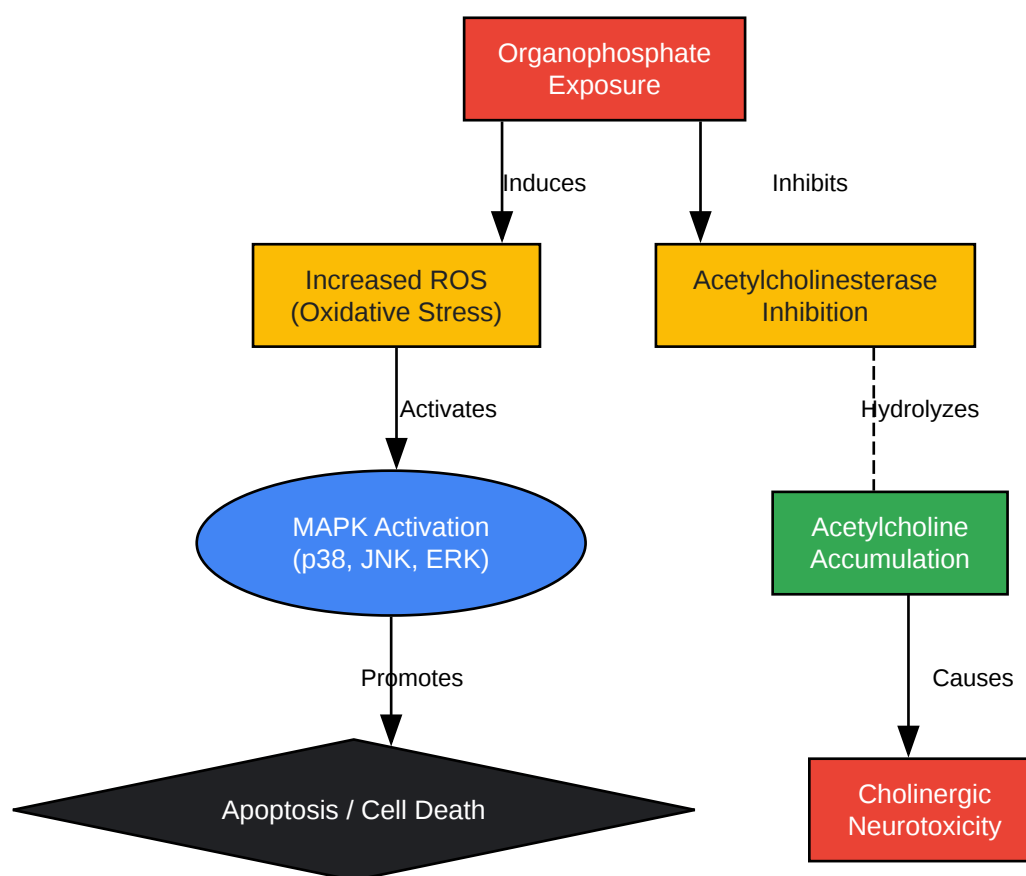 Organophosphate
Exposure
Induces
Inhibits
Increased ROS
(Oxidative Stress)
Acetylcholinesterase
Inhibition
Activates
Hydrolyzes
MAPK Activation
(p38, JNK, ERK)
Acetylcholine
Accumulation
Promotes
Causes
Apoptosis / Cell Death
Cholinergic
Neurotoxicity